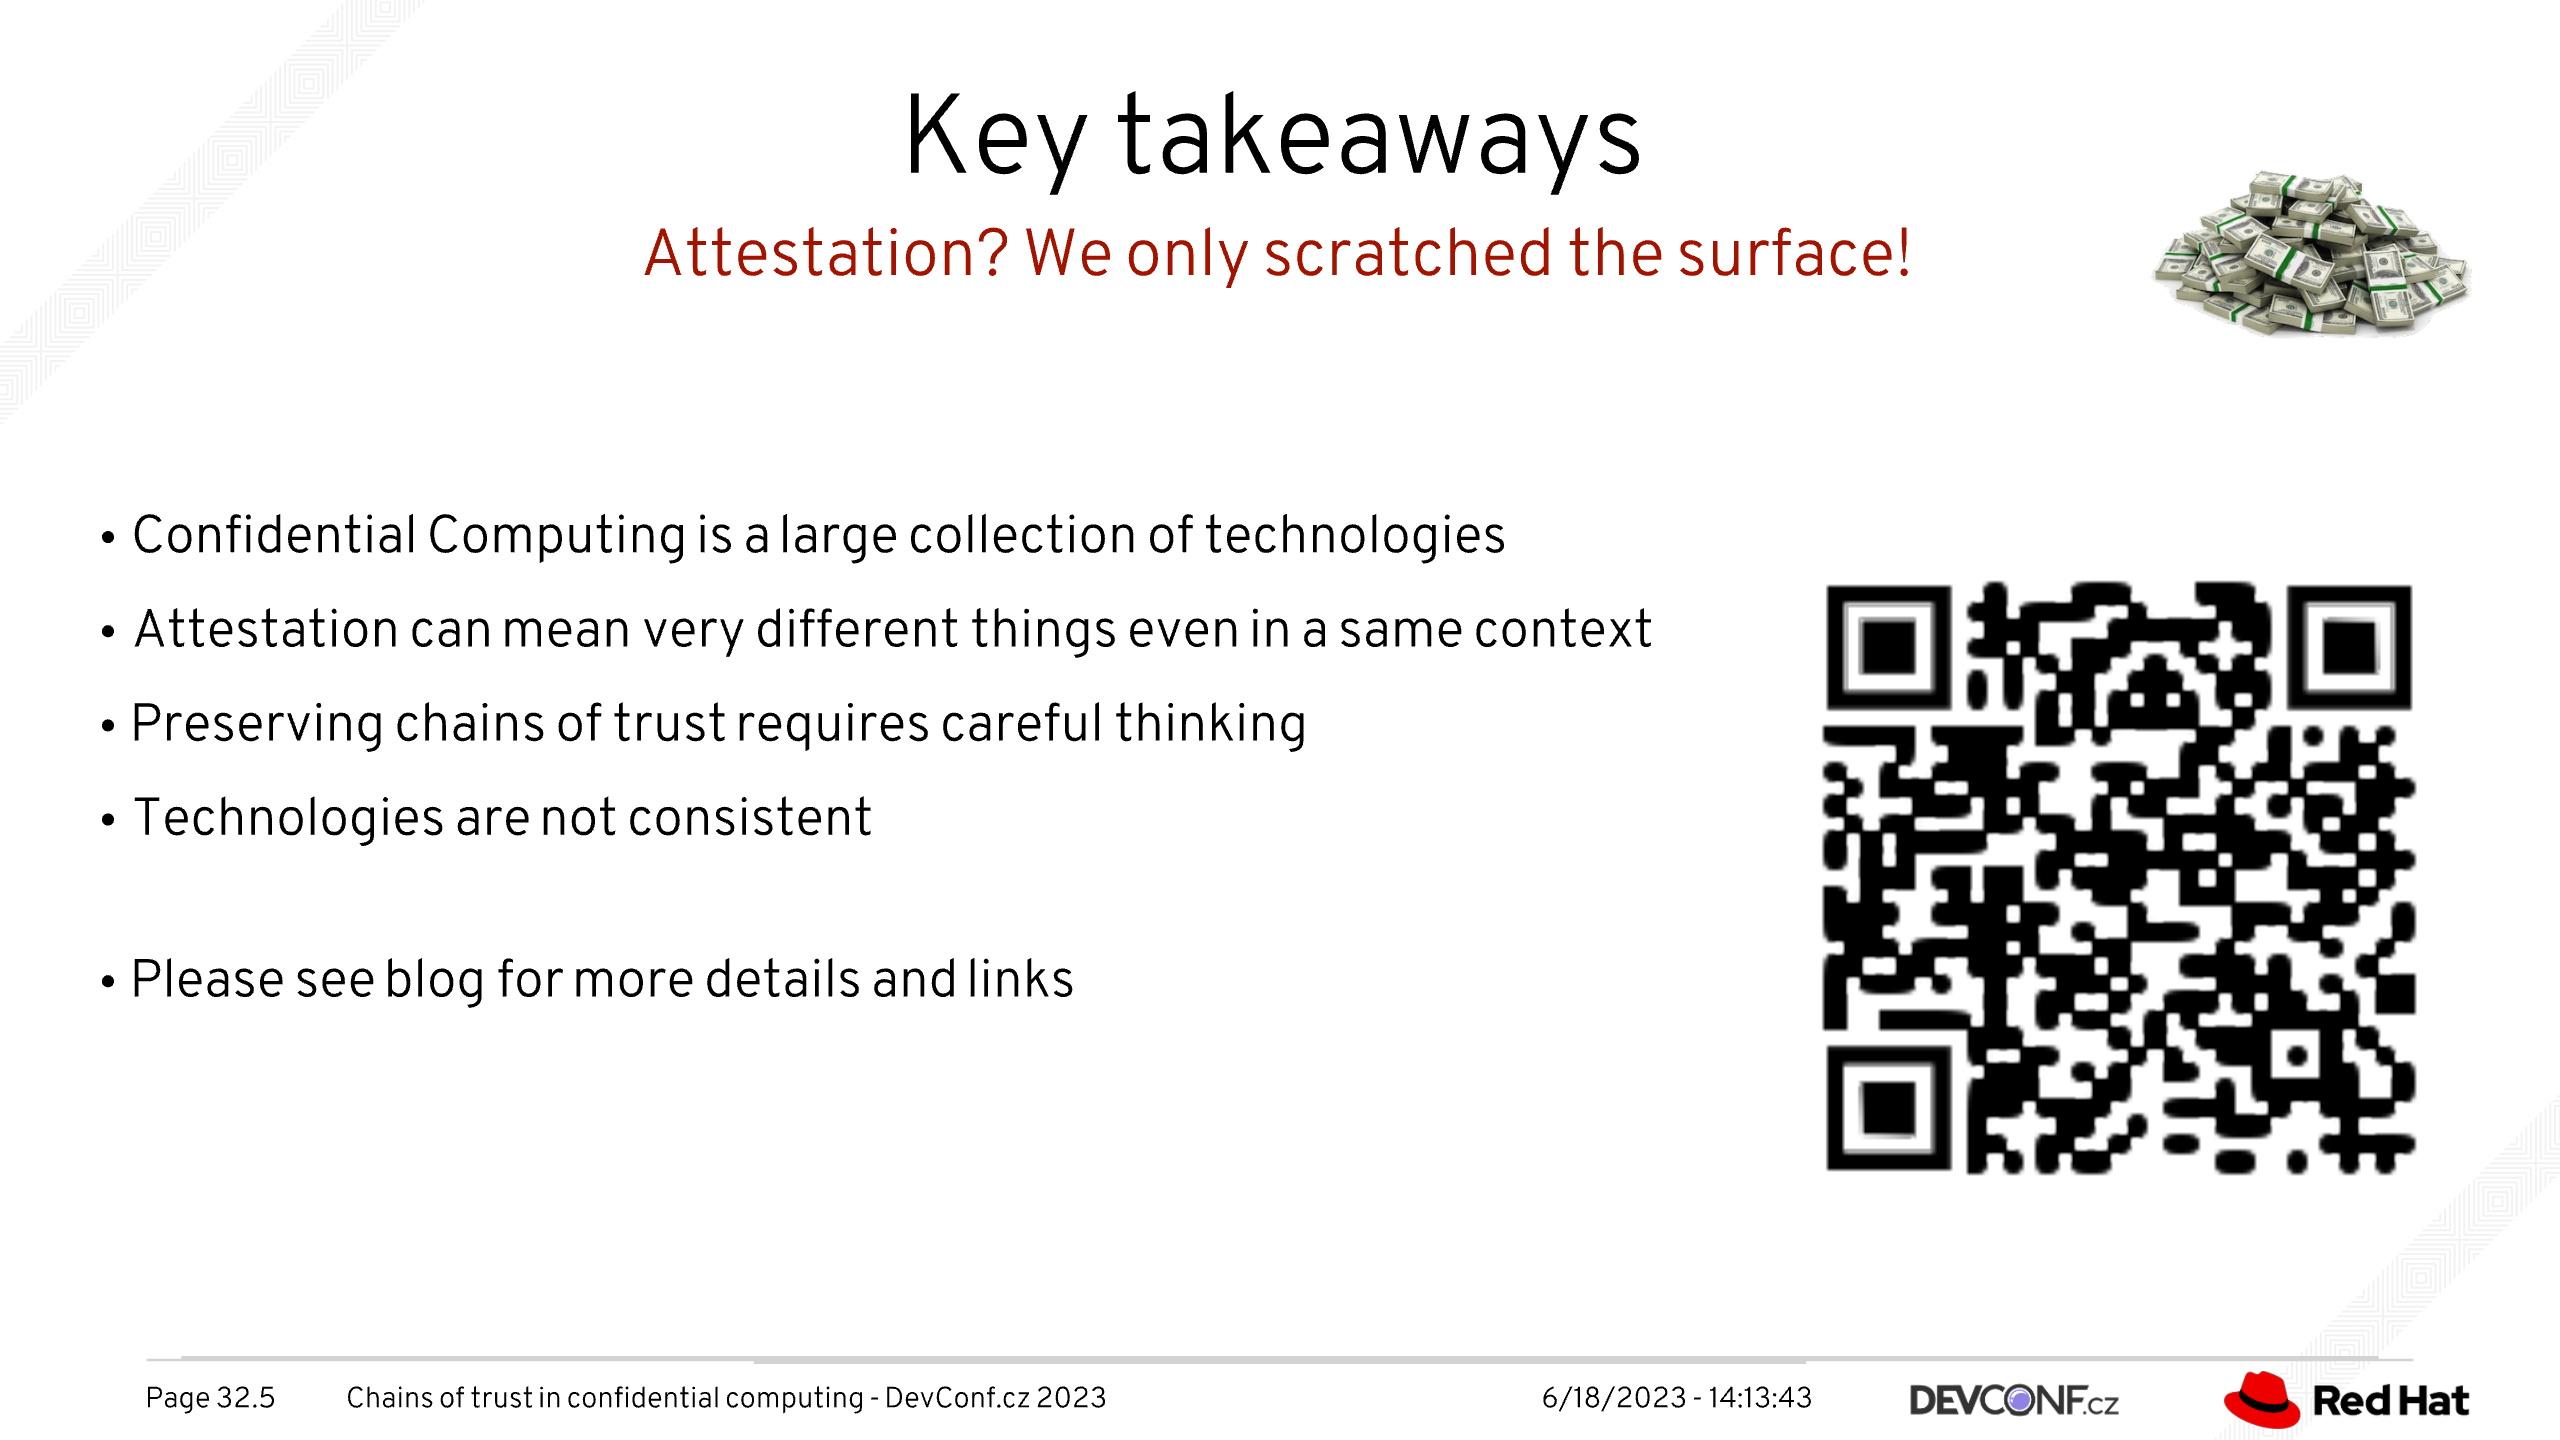 Key takeaways
Attestation? We only scratched the surface!
• Confidential Computing is a large collection of technologies
• Attestation can mean very different things even in a same context
• Preserving chains of trust requires careful thinking
• Technologies are not consistent
• Please see blog for more details and links
Page 32.5 Chains of trust in confidential computing - DevConf.cz 2023 6/18/2023 - 14:13:43 DEVCONF.cz Red Hat